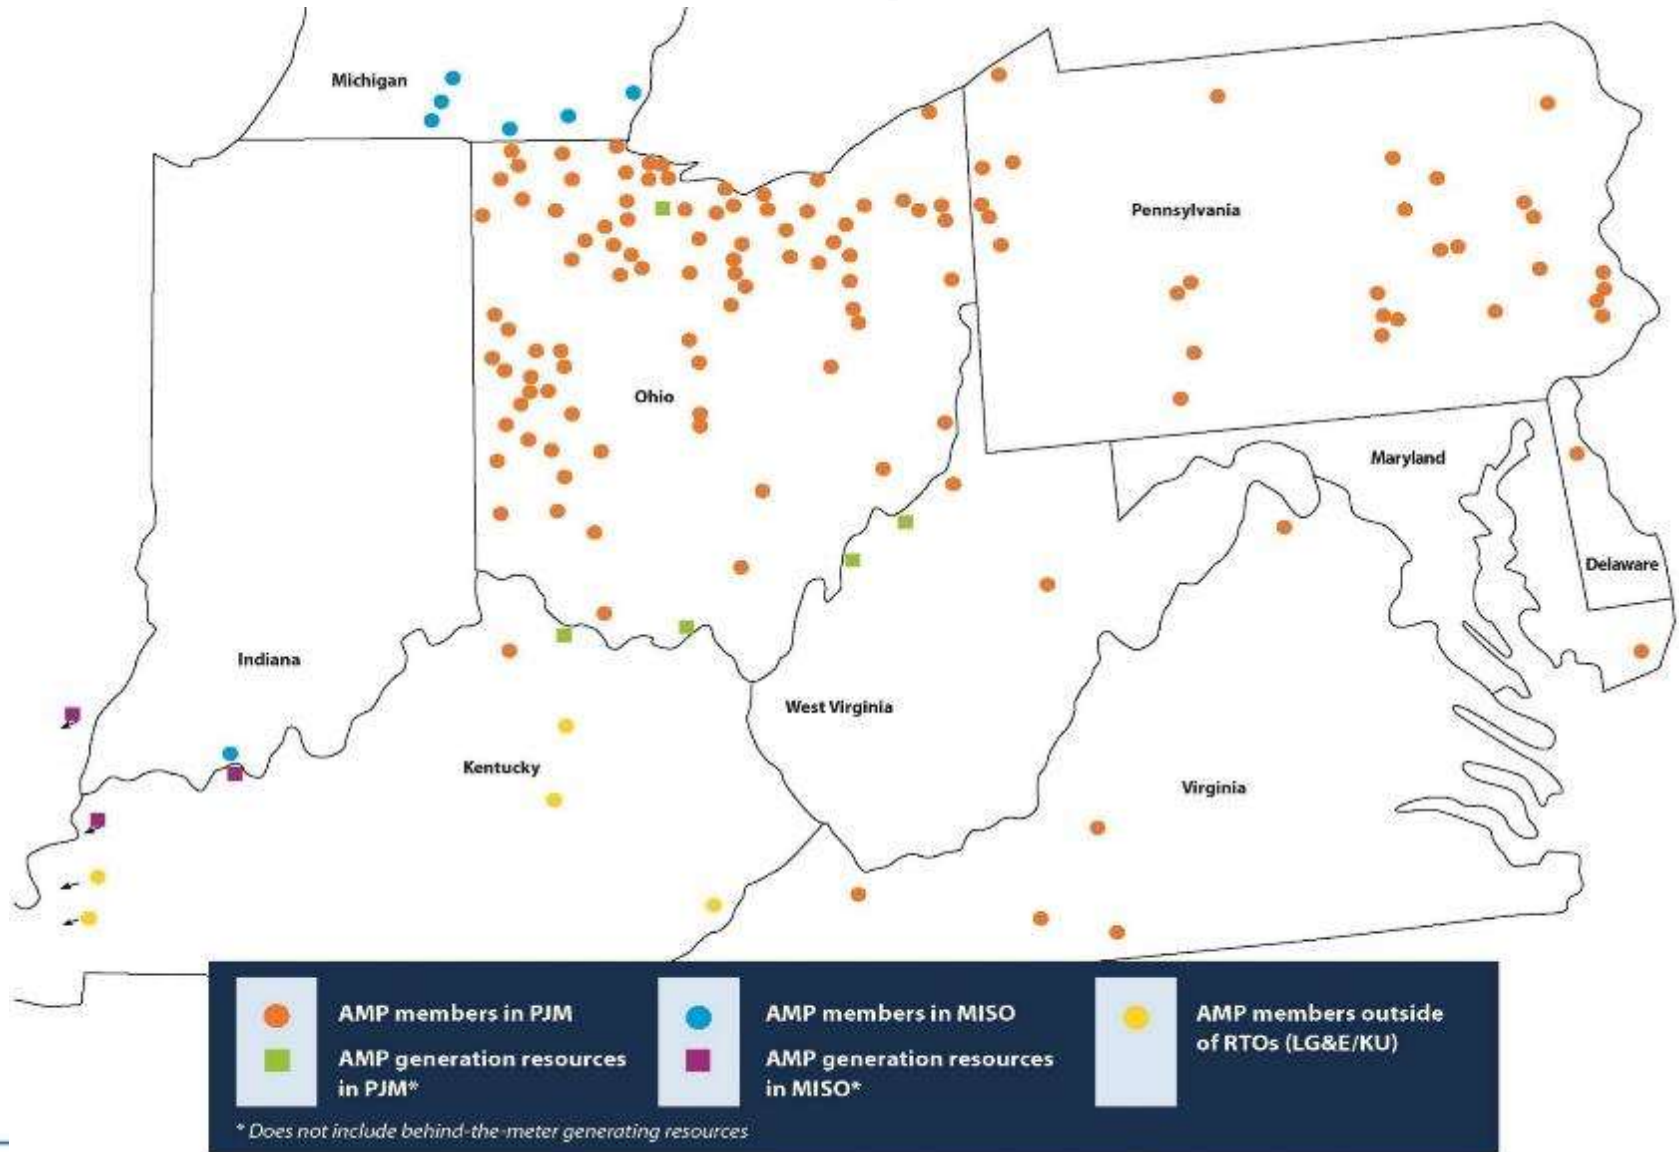 Michigan
Pennsylvania
Ohio
Maryland
Delaware
Indiana
West Virginia
Kentucky
Virginia
AMP members in PJM
AMP generation resources
in PJM*
AMP members in MISO
AMP generation resources
in MISO*
AMP members outside
of RTOs (LG&E/KU)
* Does not include behind-the-meter generating resources